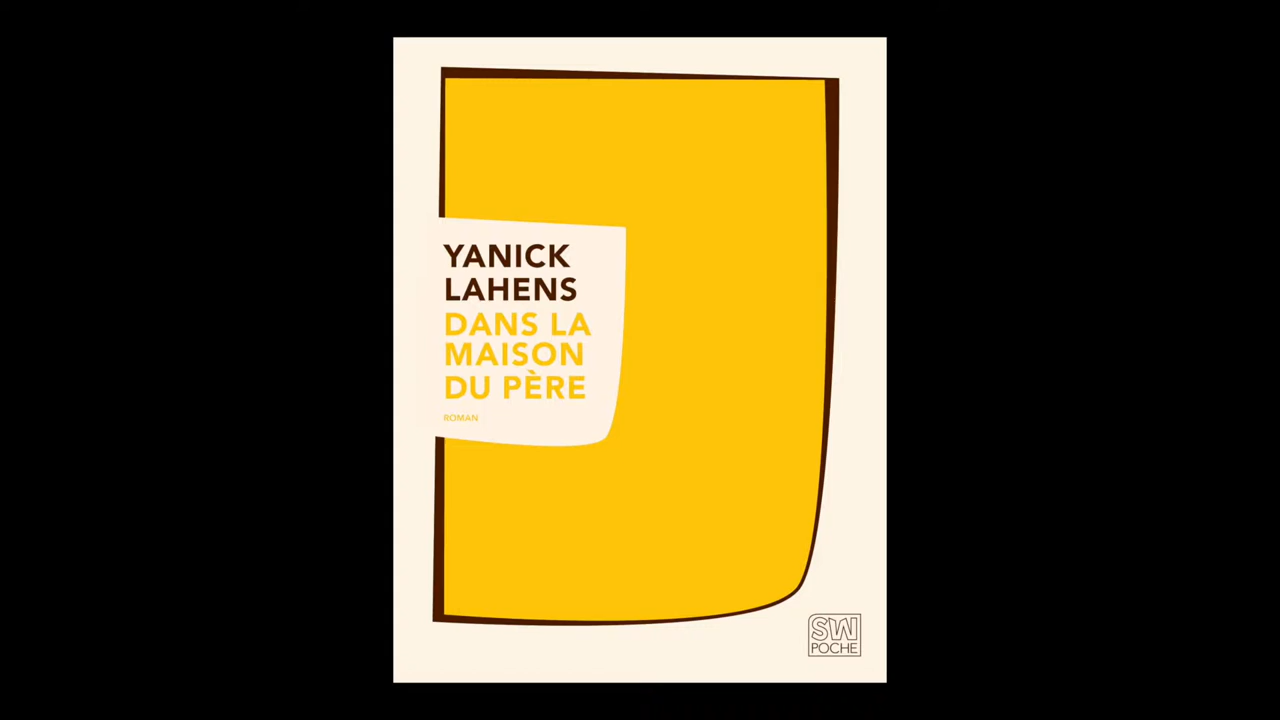 YANICK
LAHENS
DANS LA
MAISON
DU PÈRE
ROMAN
SW
POCHE